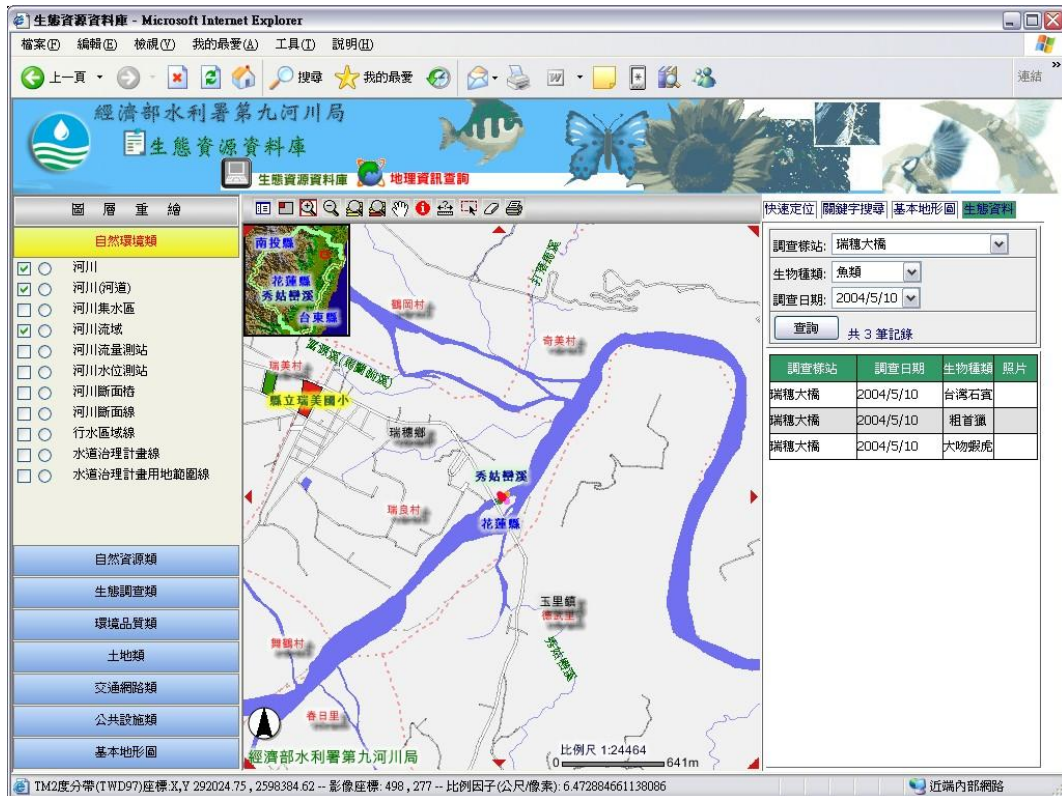 生態資源資料庫 - Microsoft Internet Explorer
檔案(F) 編輯(E) 檢視(V) 我的最愛(A) 工具(T) 說明(H)
上一頁 搜尋 我的最愛 連結 »
經濟部水利署第九河川局
生態資源資料庫
生態資源資料庫 地理資訊查詢
圖 層 重 繪
自然環境類
河川
河川(河道)
河川集水區
河川流域
河川流量測站
河川水位測站
河川斷面樁
河川斷面線
行水區域線
水道治理計畫線
水道治理計畫用地範圍線
自然資源類
生態調查類
環境品質類
土地類
交通網路類
公共設施類
基本地形圖
南投縣
花蓮縣
秀姑巒溪
台東縣
鶴岡村
奇美村
瑞美村
縣立瑞美國小
瑞穗鄉
秀姑巒溪
瑞良村
花蓮縣
玉里鎮
德武里
秀姑巒溪
舞鶴村
春日里
經濟部水利署第九河川局
比例尺 1:24464
0 641m
快速定位 關鍵字搜尋 基本地形圖 生態資料
調查樣站: 瑞穗大橋
生物種類: 魚類
調查日期: 2004/5/10
查詢 共 3 筆記錄
調查樣站 調查日期 生物種類 照片
瑞穗大橋 2004/5/10 台灣石賓
瑞穗大橋 2004/5/10 粗首獵
瑞穗大橋 2004/5/10 大吻蝦虎
TM2度分帶(TWD97)座標:X,Y 292024.75 , 2598384.62 -- 影像座標: 498 , 277 -- 比例因子(公尺/像素): 6.472884661138086 近端內部網路